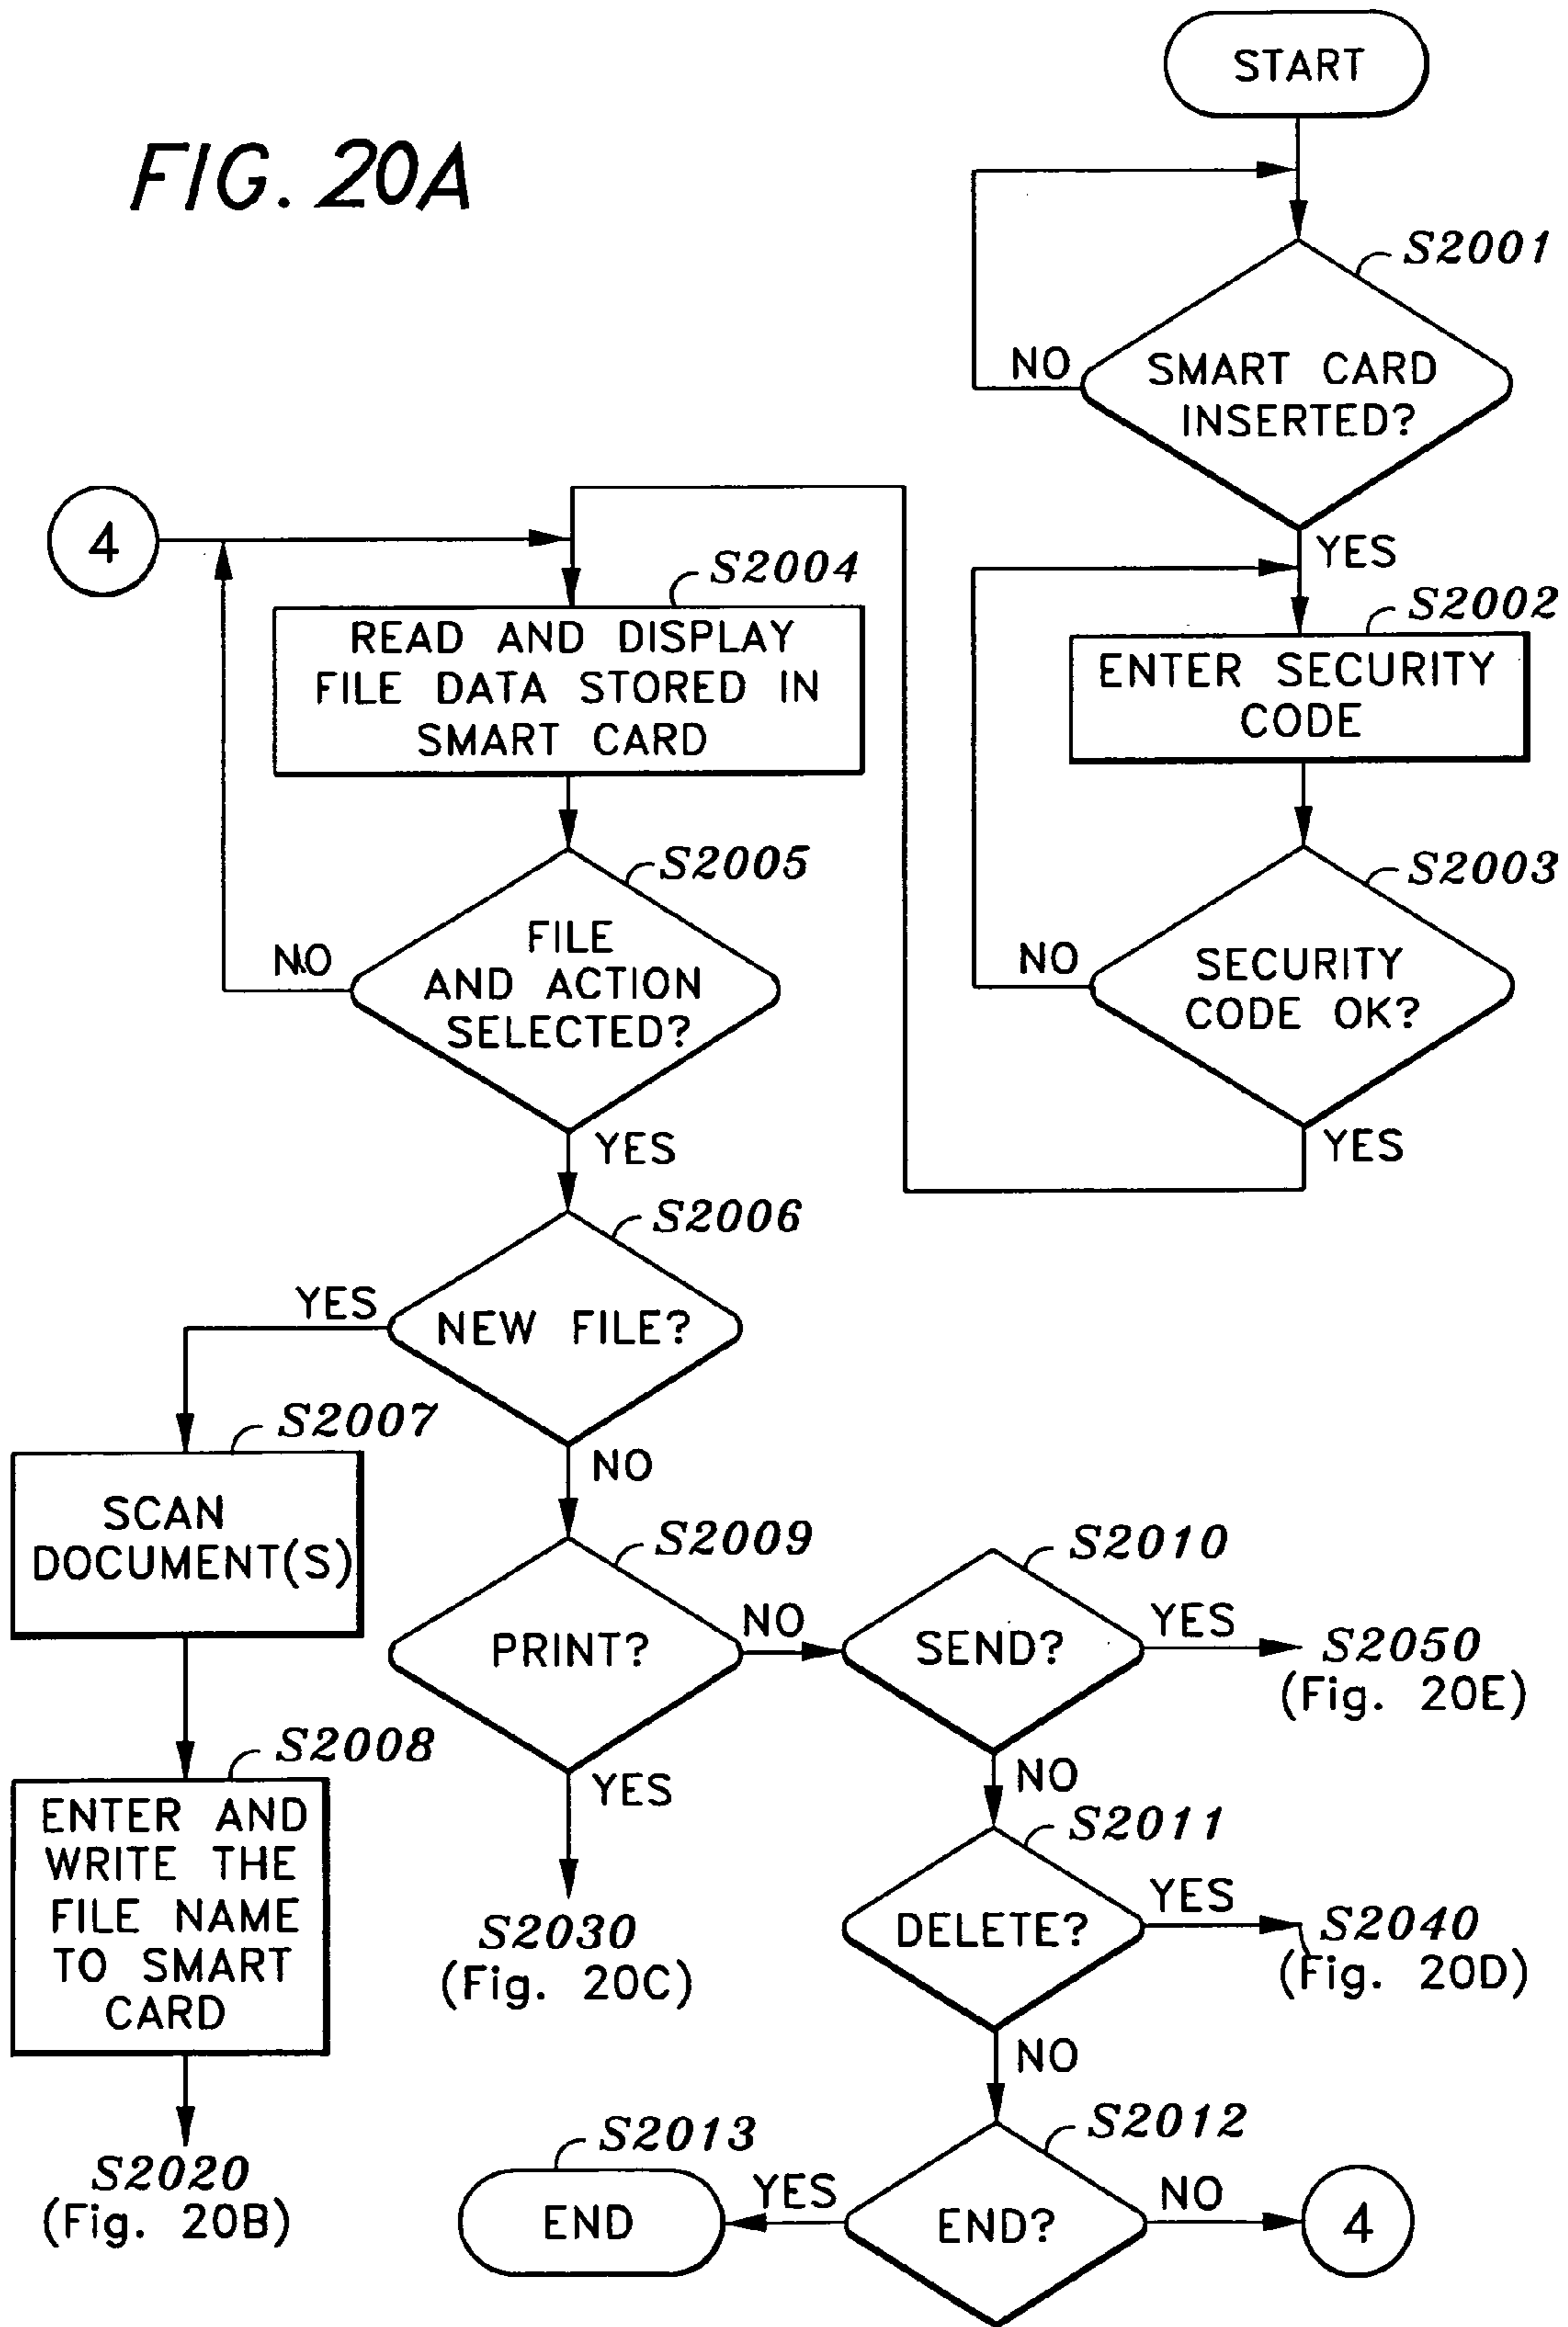 FIG. 20A
START
S2001
SMART CARD
INSERTED?
NO
YES
S2002
ENTER SECURITY
CODE
S2003
SECURITY
CODE OK?
NO
YES
4
S2004
READ AND DISPLAY
FILE DATA STORED IN
SMART CARD
S2005
FILE
AND ACTION
SELECTED?
NO
YES
S2006
NEW FILE?
YES
NO
S2007
SCAN
DOCUMENT(S)
S2008
ENTER AND
WRITE THE
FILE NAME
TO SMART
CARD
S2020
(Fig. 20B)
S2009
PRINT?
NO
YES
S2030
(Fig. 20C)
S2010
SEND?
YES
S2050
(Fig. 20E)
NO
S2011
DELETE?
YES
S2040
(Fig. 20D)
NO
S2012
END?
YES
S2013
END
NO
4